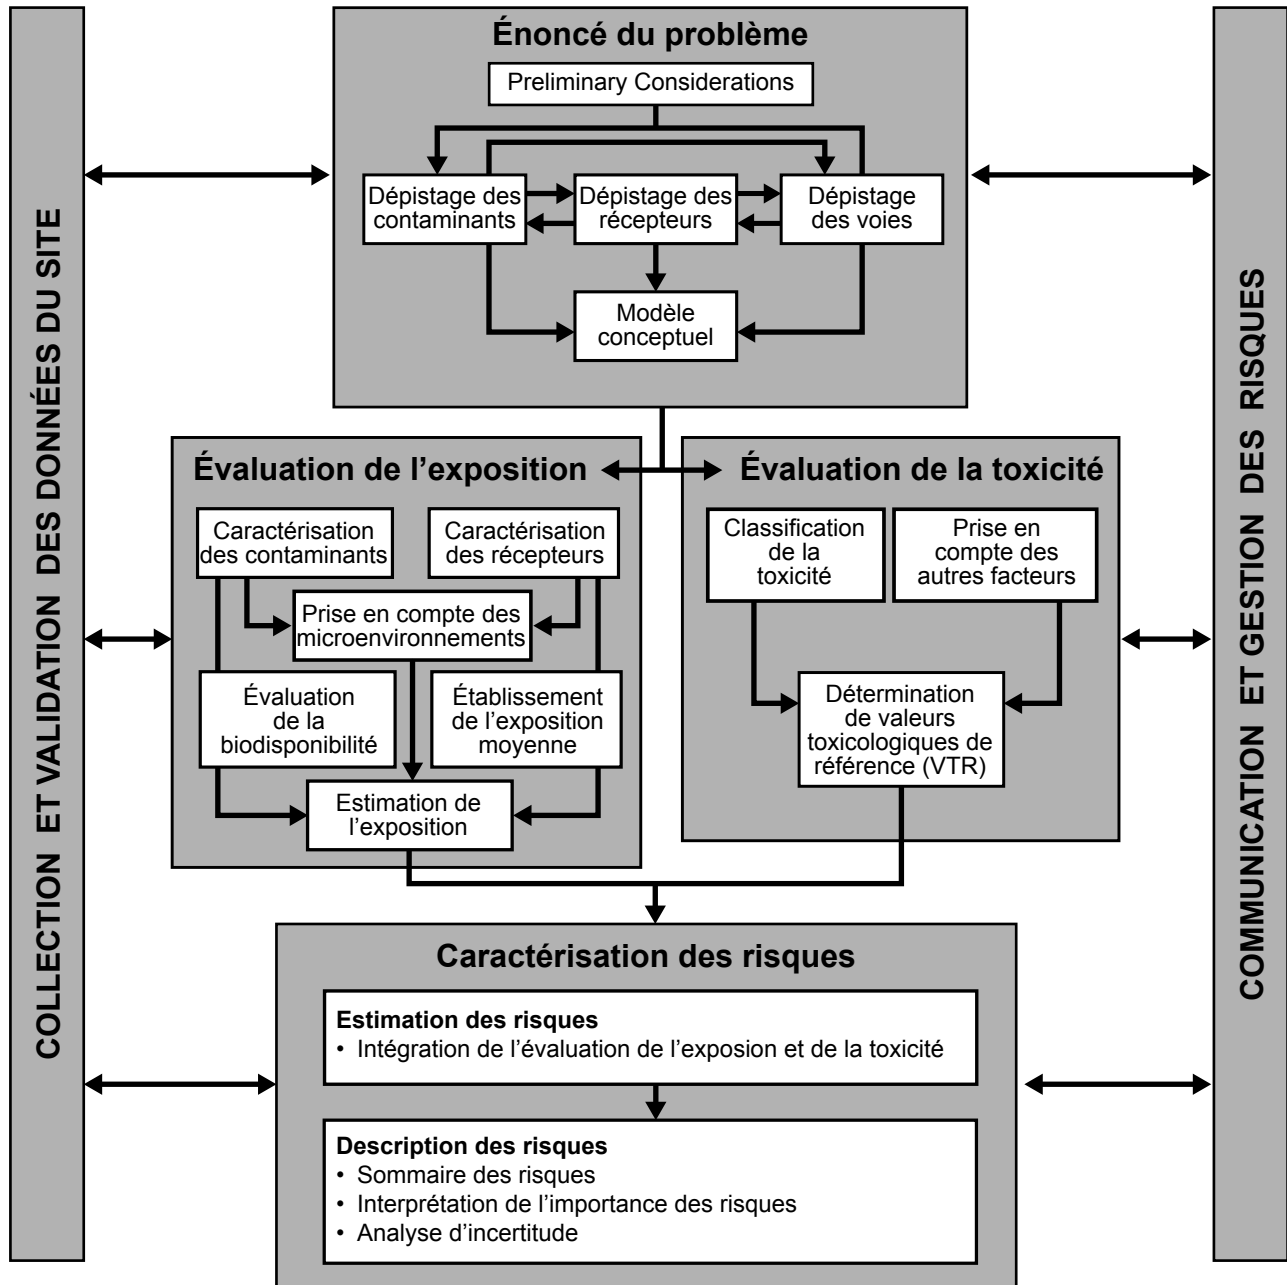 COLLECTION ET VALIDATION DES DONNÉES DU SITE
Énoncé du problème
Preliminary Considerations
Dépistage des
contaminants
Dépistage des
récepteurs
Dépistage
des voies
Modèle
conceptuel
Évaluation de l’exposition
Caractérisation
des contaminants
Caractérisation
des récepteurs
Prise en compte des
microenvironnements
Évaluation
de la
biodisponibilité
Établissement
de l’exposition
moyenne
Estimation de
l’exposition
Évaluation de la toxicité
Classification
de la
toxicité
Prise en
compte des
autres facteurs
Détermination
de valeurs
toxicologiques de
référence (VTR)
Caractérisation des risques
Estimation des risques
• Intégration de l’évaluation de l’exposion et de la toxicité
Description des risques
• Sommaire des risques
• Interprétation de l’importance des risques
• Analyse d’incertitude
COMMUNICATION ET GESTION DES RISQUES